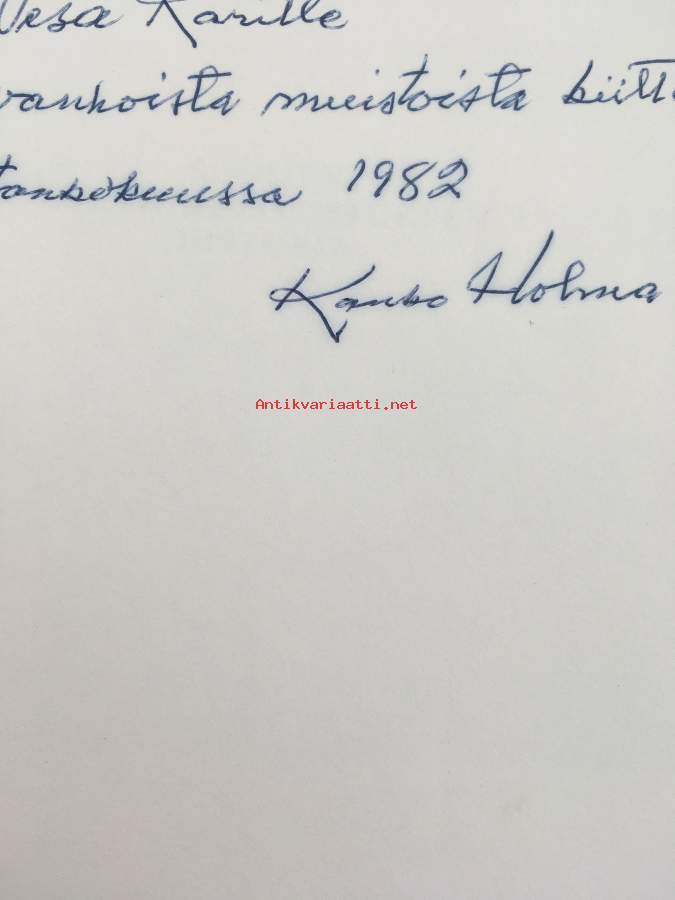 Vesa Karille
vanhoista muistoista kiitt
tammikuussa 1982
Kauko Holma
Antikvariaatti.net